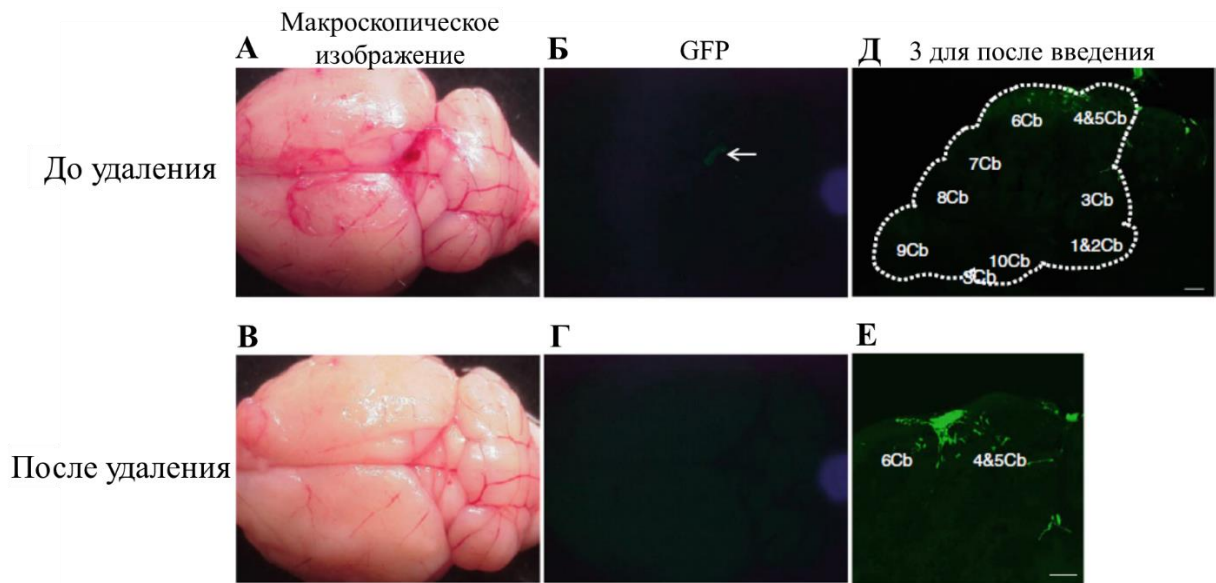 А
Макроскопическое
изображение
Б
GFP
Д
3 для после введения
До удаления
6Cb
4&5Cb
7Cb
8Cb
3Cb
9Cb
1&2Cb
10Cb
В
Г
Е
После удаления
6Cb
4&5Cb